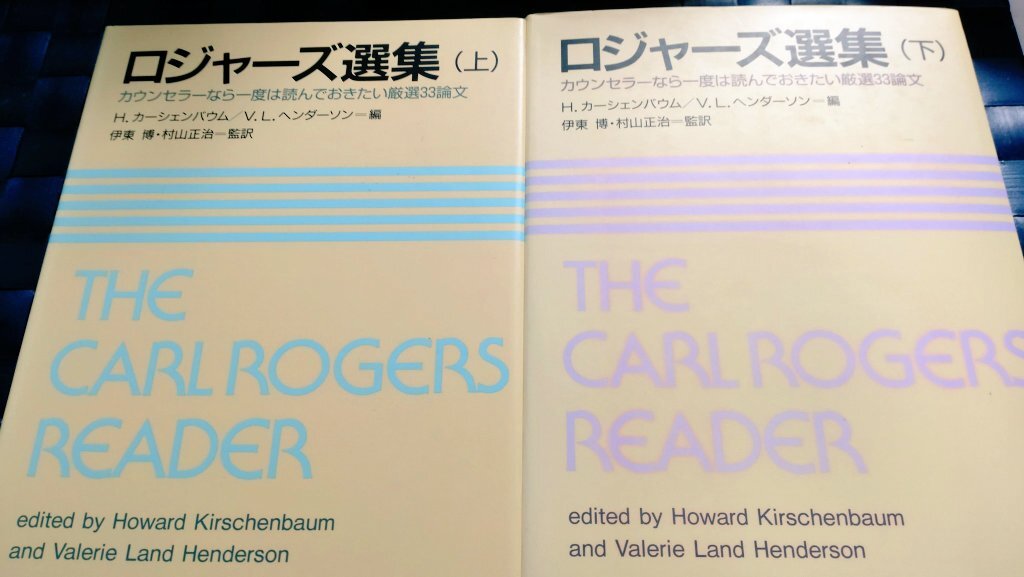 ロジャーズ選集(上)
カウンセラーなら一度は読んでおきたい厳選33論文
H. カーシェンバウム/V. L. ヘンダーソン=編
伊東 博・村山正治=監訳
THE
CARL ROGERS
READER
edited by Howard Kirschenbaum
and Valerie Land Henderson
ロジャーズ選集(下)
カウンセラーなら一度は読んでおきたい厳選33論文
H. カーシェンバウム/V. L. ヘンダーソン=編
伊東 博・村山正治=監訳
THE
CARL ROGERS
READER
edited by Howard Kirschenbaum
and Valerie Land Henderson